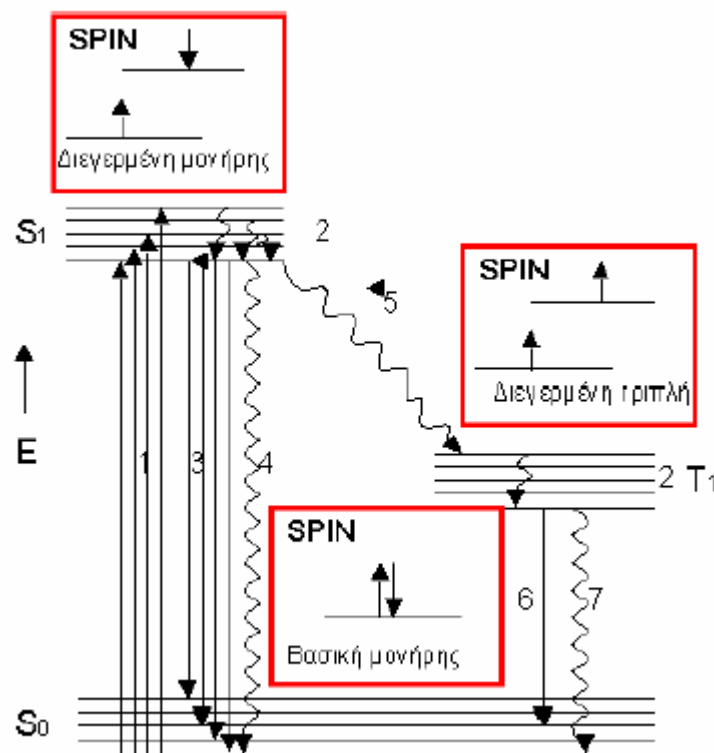 SPIN
Διεγερμένη μονήρης
S1
2
5
SPIN
Διεγερμένη τριπλή
E
1
3
4
2
T1
SPIN
Βασική μονήρης
6
7
S0